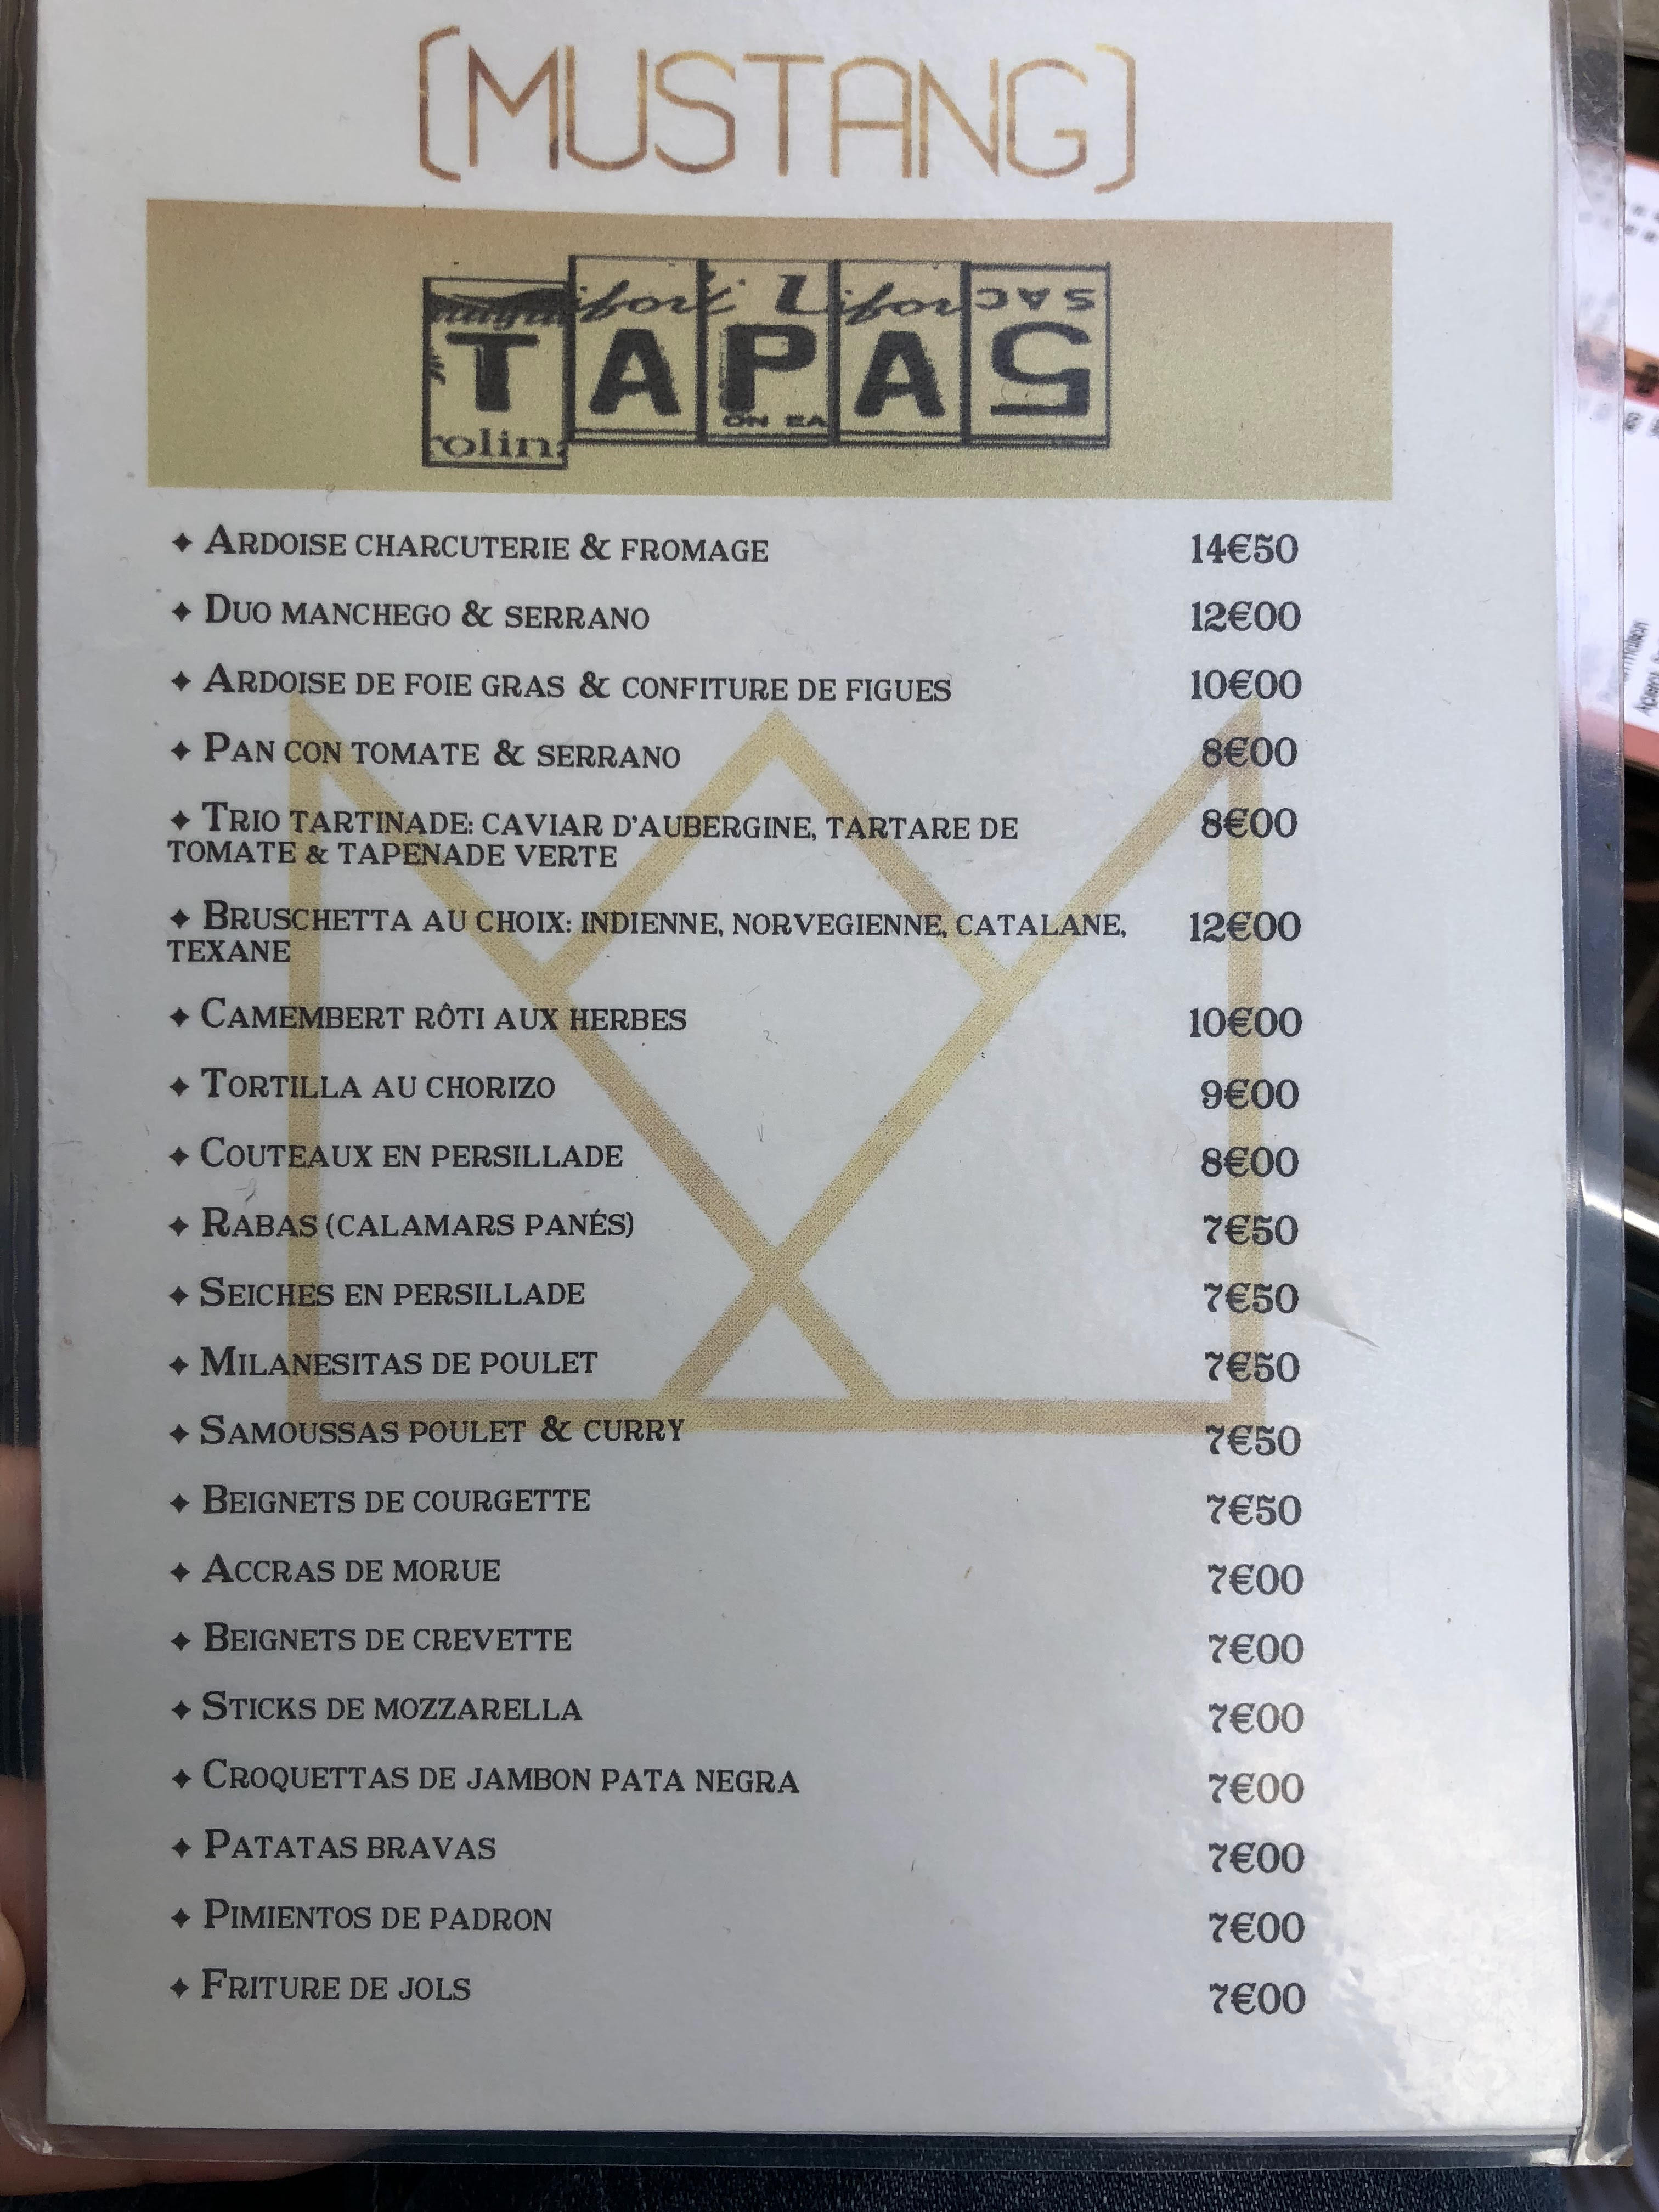 (MUSTANG)
TAPAS
✦ ARDOISE CHARCUTERIE & FROMAGE 14€50
✦ DUO MANCHEGO & SERRANO 12€00
✦ ARDOISE DE FOIE GRAS & CONFITURE DE FIGUES 10€00
✦ PAN CON TOMATE & SERRANO 8€00
✦ TRIO TARTINADE: CAVIAR D'AUBERGINE, TARTARE DE 8€00
TOMATE & TAPENADE VERTE
✦ BRUSCHETTA AU CHOIX: INDIENNE, NORVEGIENNE, CATALANE, 12€00
TEXANE
✦ CAMEMBERT RÔTI AUX HERBES 10€00
✦ TORTILLA AU CHORIZO 9€00
✦ COUTEAUX EN PERSILLADE 8€00
✦ RABAS (CALAMARS PANÉS) 7€50
✦ SEICHES EN PERSILLADE 7€50
✦ MILANESITAS DE POULET 7€50
✦ SAMOUSSAS POULET & CURRY 7€50
✦ BEIGNETS DE COURGETTE 7€50
✦ ACCRAS DE MORUE 7€00
✦ BEIGNETS DE CREVETTE 7€00
✦ STICKS DE MOZZARELLA 7€00
✦ CROQUETTAS DE JAMBON PATA NEGRA 7€00
✦ PATATAS BRAVAS 7€00
✦ PIMIENTOS DE PADRON 7€00
✦ FRITURE DE JOLS 7€00